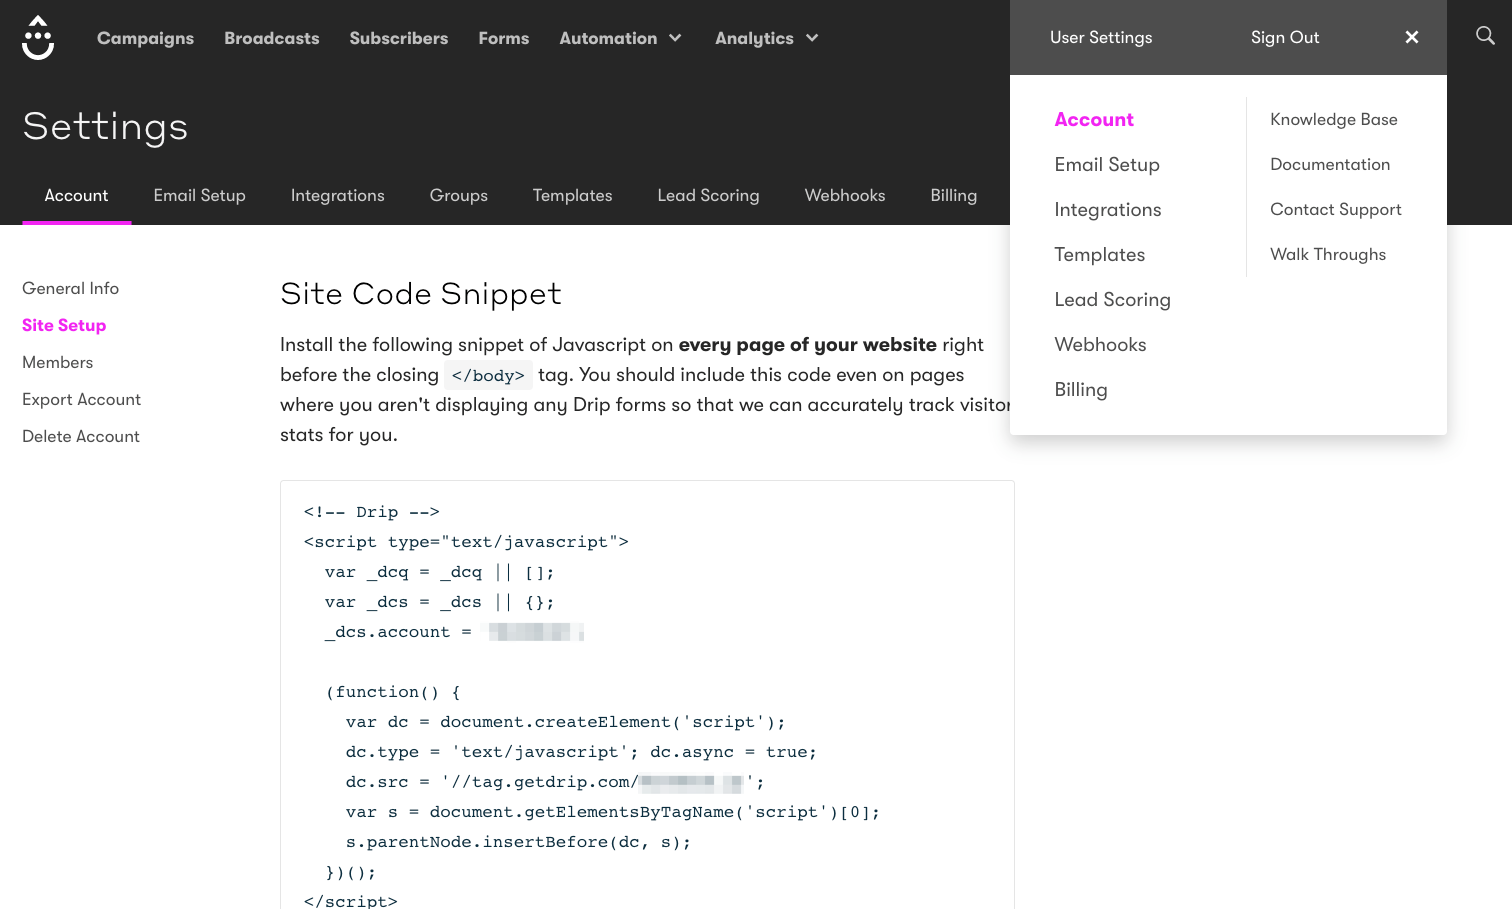 Campaigns Broadcasts Subscribers Forms Automation Analytics
User Settings Sign Out
Settings
Account Email Setup Integrations Groups Templates Lead Scoring Webhooks Billing
Account
Email Setup
Integrations
Templates
Lead Scoring
Webhooks
Billing
Knowledge Base
Documentation
Contact Support
Walk Throughs
General Info
Site Setup
Members
Export Account
Delete Account
Site Code Snippet
Install the following snippet of Javascript on every page of your website right
before the closing </body> tag. You should include this code even on pages
where you aren't displaying any Drip forms so that we can accurately track visitor
stats for you.
<!-- Drip -->
<script type="text/javascript">
  var _dcq = _dcq || [];
  var _dcs = _dcs || {};
  _dcs.account =
  (function() {
    var dc = document.createElement('script');
    dc.type = 'text/javascript'; dc.async = true;
    dc.src = '//tag.getdrip.com/ ';
    var s = document.getElementsByTagName('script')[0];
    s.parentNode.insertBefore(dc, s);
  })();
</script>